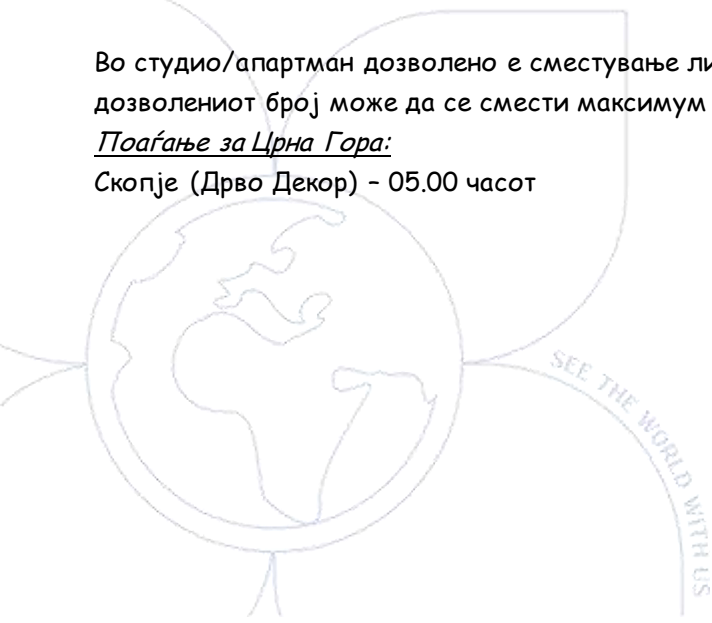 Во студио/апартман дозволено е сместување
дозволениот број може да се смести максимум
Поаѓање за Црна Гора:
Скопје (Дрво Декор) – 05.00 часот
SEE THE WORLD WITH US